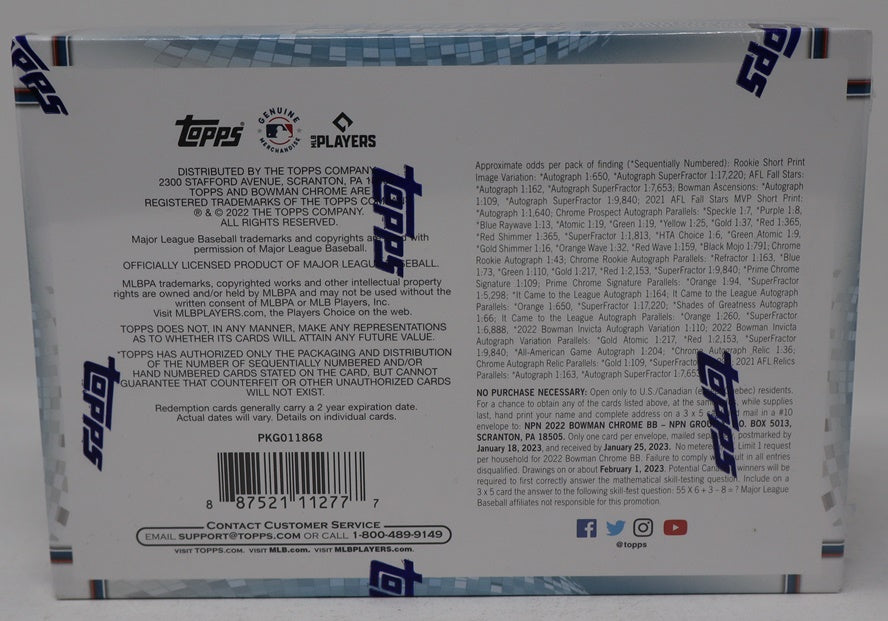 TOPPS
GENUINE
MERCHANDISE
MLB PLAYERS
DISTRIBUTED BY THE TOPPS COMPANY
2300 STAFFORD AVENUE, SCRANTON, PA
TOPPS AND BOWMAN CHROME ARE
REGISTERED TRADEMARKS OF THE TOPPS
® & © 2022 THE TOPPS COMPANY.
ALL RIGHTS RESERVED.
Major League Baseball trademarks and copyrights with
permission of Major League Baseball.
OFFICIALLY LICENSED PRODUCT OF MAJOR
MLBPA trademarks, copyrighted works and other intellectual property
rights are owned and/or held by MLBPA and may not be used without the
written consent of MLBPA or MLB Players, Inc.
Visit MLBPLAYERS.com, the Players Choice on the web.
TOPPS DOES NOT, IN ANY MANNER, MAKE ANY REPRESENTATIONS
AS TO WHETHER ITS CARDS WILL ATTAIN ANY FUTURE VALUE.
*TOPPS HAS AUTHORIZED ONLY THE PACKAGING AND DISTRIBUTION
OF THE NUMBER OF SEQUENTIALLY NUMBERED AND/OR
HAND NUMBERED CARDS STATED ON THE CARD, BUT CANNOT
GUARANTEE THAT COUNTERFEIT OR OTHER UNAUTHORIZED CARDS
WILL NOT EXIST.
Redemption cards generally carry a 2 year expiration date.
Actual dates will vary. Details on individual cards.
PKG011868
8 87521 11277 7
CONTACT CUSTOMER SERVICE
EMAIL SUPPORT@TOPPS.COM OR CALL 1-800-489-9149
VISIT TOPPS.COM. VISIT MLB.COM. VISIT MLBPLAYERS.COM.
Approximate odds per pack of finding (*Sequentially Numbered): Rookie Short Print
Image Variation: *Autograph 1:650, *Autograph SuperFractor 1:17,220; AFL Fall Stars:
*Autograph 1:162, *Autograph SuperFractor 1:7,653; Bowman Ascensions: *Autograph
1:109, *Autograph SuperFractor 1:9,840; 2021 AFL Fall Stars MVP Short Print:
*Autograph 1:1,640; Chrome Prospect Autograph Parallels: *Speckle 1:7, *Purple 1:8,
*Blue Raywave 1:13, *Atomic 1:19, *Green 1:19, *Yellow 1:25, *Gold 1:37, *Red 1:365,
*Red Shimmer 1:365, *SuperFractor 1:1,813, *HTA Choice 1:6, *Green Atomic 1:9,
*Gold Shimmer 1:16, *Orange Wave 1:32, *Red Wave 1:159, *Black Mojo 1:791; Chrome
Rookie Autograph 1:43; Chrome Rookie Autograph Parallels: *Refractor 1:163, *Blue
1:73, *Green 1:110, *Gold 1:217, *Red 1:2,153, *SuperFractor 1:9,840; *Prime Chrome
Signature 1:109; Prime Chrome Signature Parallels: *Orange 1:94, *SuperFractor
1:5,298; *It Came to the League Autograph 1:164; It Came to the League Autograph
Parallels: *Orange 1:650, *SuperFractor 1:17,220; *Shades of Greatness Autograph
1:66; It Came to the League Parallels: *Orange 1:260, *SuperFractor
1:6,888, *2022 Bowman Invicta Autograph Variation 1:110; 2022 Bowman Invicta
Autograph Variation Parallels: *Gold Atomic 1:217, *Red 1:2,153, *SuperFractor
1:9,840, *All-American Game Autograph 1:204; *Chrome Autograph Relic 1:36;
Chrome Autograph Relic Parallels: *Gold 1:109, 2021 AFL Relics
Parallels: *Autograph 1:163, *Autograph SuperFractor
NO PURCHASE NECESSARY: Open only to U.S./Canadian residents.
For a chance to obtain any of the cards listed above, at the while supplies
last, hand print your name and complete address on a 3 x 5 mail in a #10
envelope to: NPN 2022 BOWMAN CHROME BB – NPN BOX 5013,
SCRANTON, PA 18505. Only one card per envelope, mailed postmarked by
January 18, 2023, and received by January 25, 2023. No Limit 1 request
per household for 2022 Bowman Chrome BB. Failure to comply in all entries
disqualified. Drawings on or about February 1, 2023. Potential winners will be
required to first correctly answer the mathematical skill-testing question. Include on a
3 x 5 card the answer to the following skill-test question: 55 X 6 + 3 – 8 = ? Major League
Baseball affiliates not responsible for this promotion.
@topps
TOPPS
TOPPS
TOPPS
TOPPS
TOPPS
TOPPS